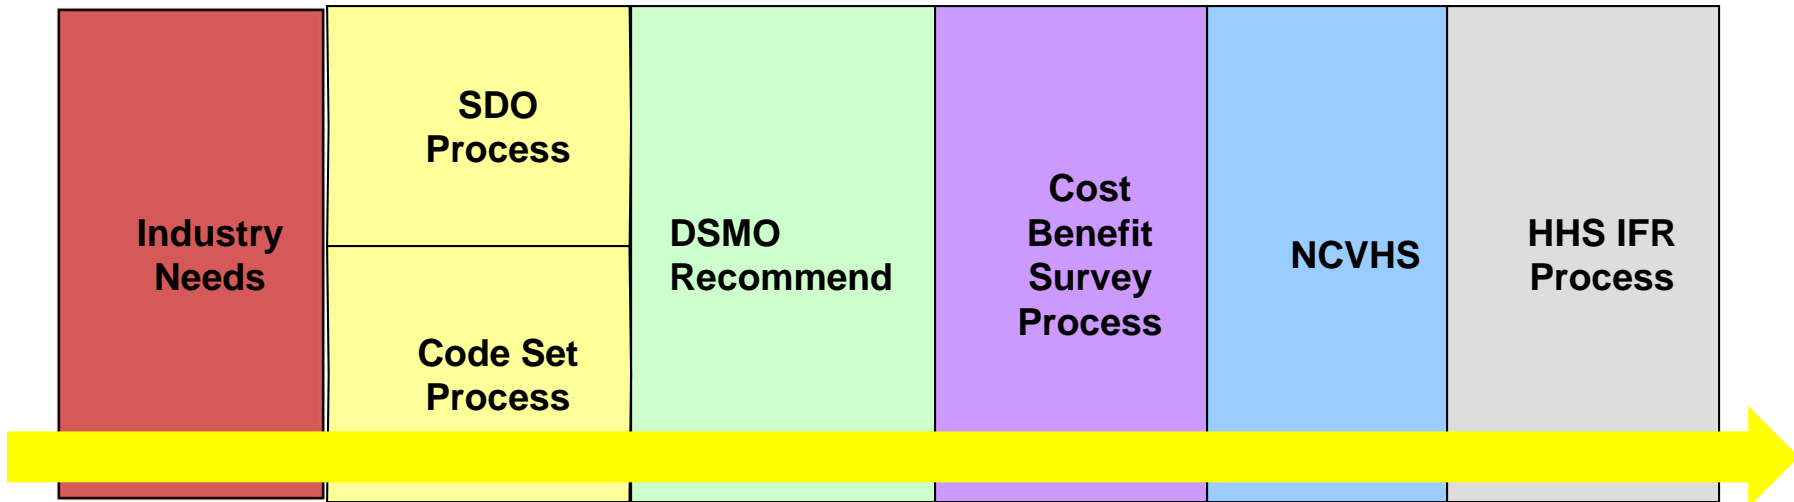 Industry
Needs
SDO
Process
Code Set
Process
DSMO
Recommend
Cost
Benefit
Survey
Process
NCVHS
HHS IFR
Process